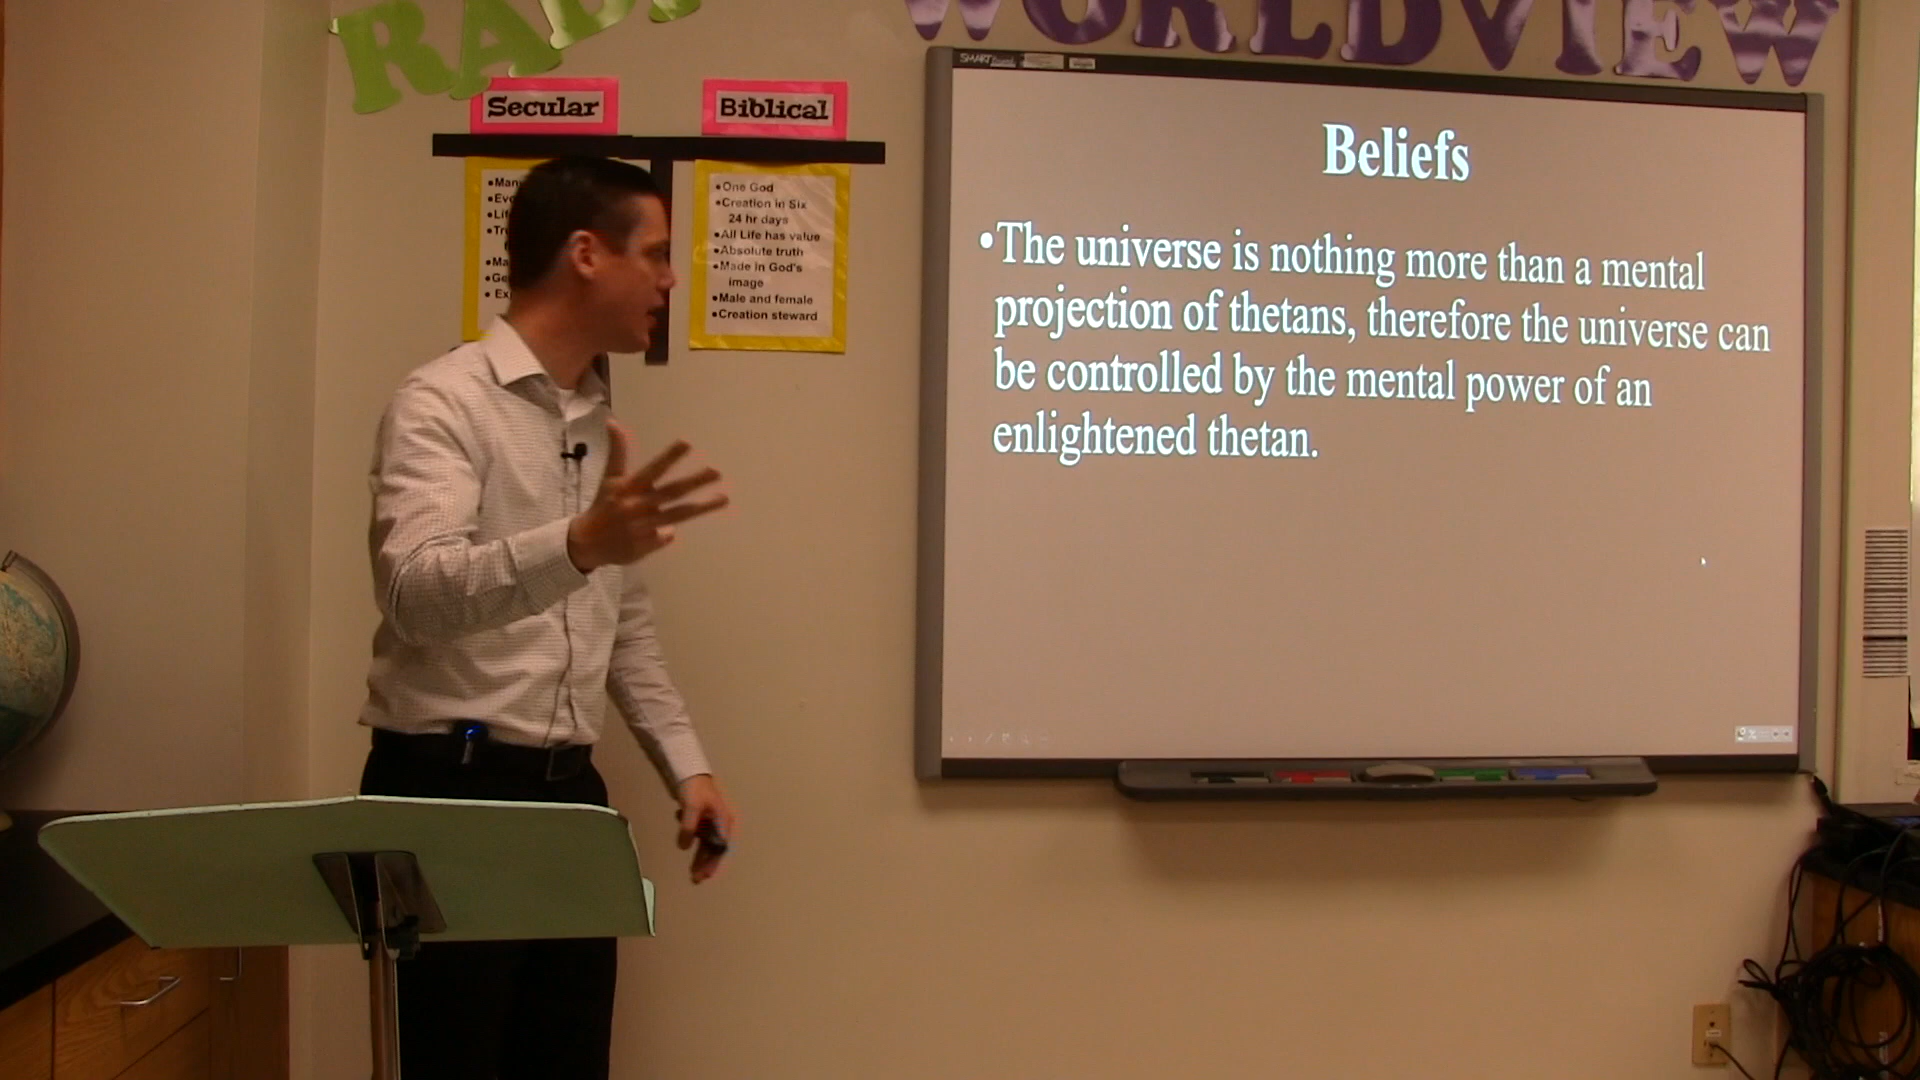 WORLDVIEW
SMART Board
Secular
Biblical
•One God
•Creation in Six
24 hr days
•All Life has value
•Absolute truth
•Made in God's
image
•Male and female
•Creation steward
Beliefs
•The universe is nothing more than a mental
projection of thetans, therefore the universe can
be controlled by the mental power of an
enlightened thetan.